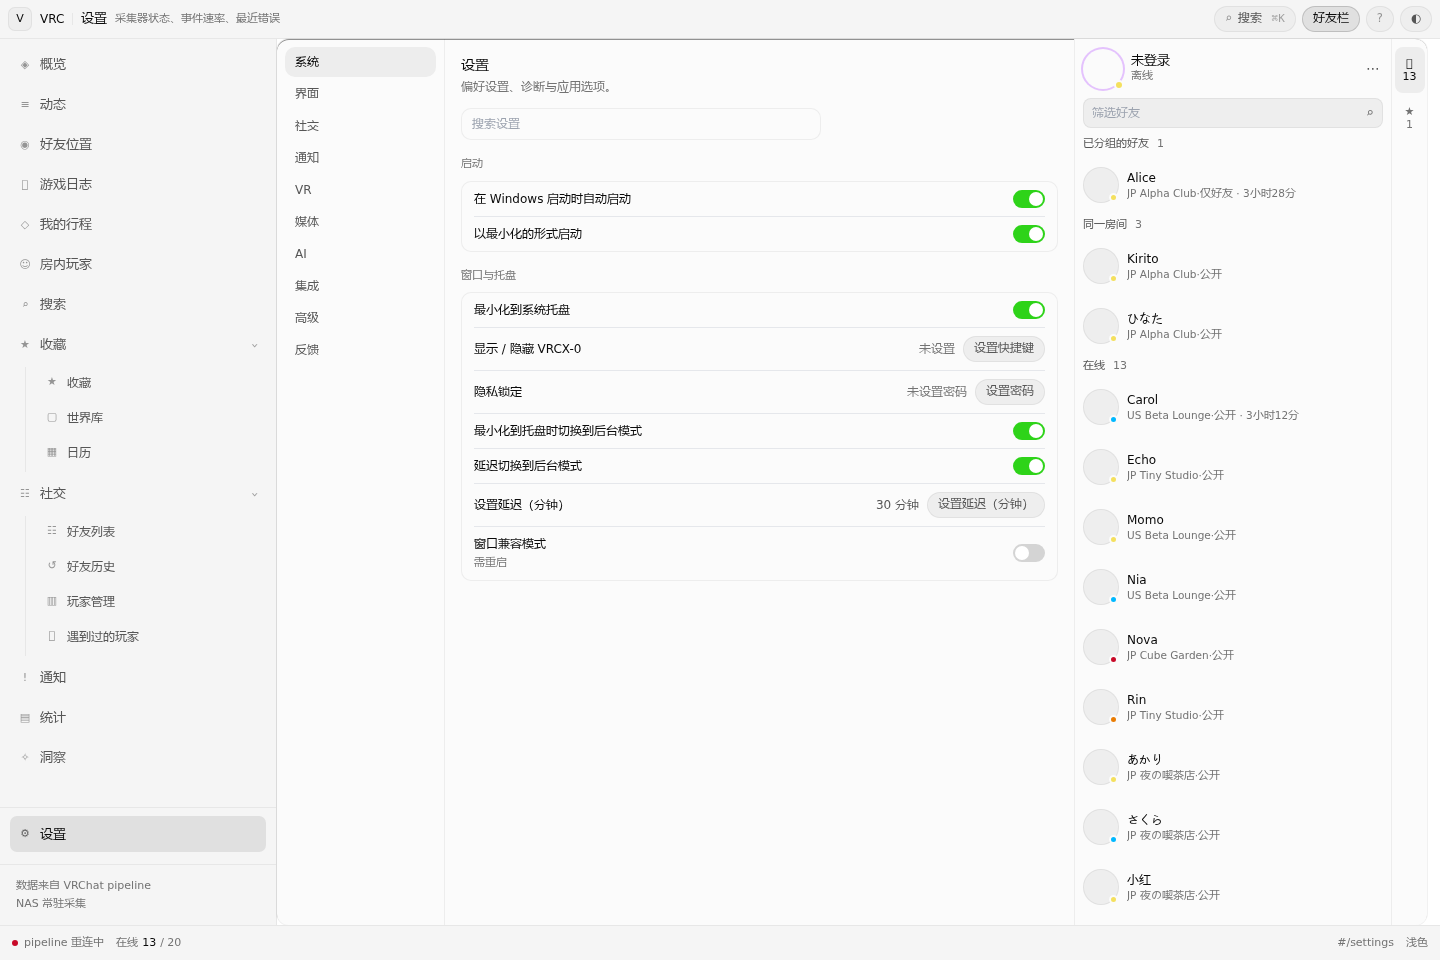 V VRC 设置 采集器状态、事件速率、最近错误
搜索 ⌘K 好友栏 ?
概览
动态
好友位置
游戏日志
我的行程
房内玩家
搜索
收藏
收藏
世界库
日历
社交
好友列表
好友历史
玩家管理
遇到过的玩家
通知
统计
洞察
设置
数据来自 VRChat pipeline
NAS 常驻采集
系统
界面
社交
通知
VR
媒体
AI
集成
高级
反馈
设置
偏好设置、诊断与应用选项。
搜索设置
启动
在 Windows 启动时自动启动
以最小化的形式启动
窗口与托盘
最小化到系统托盘
显示 / 隐藏 VRCX-0 未设置 设置快捷键
隐私锁定 未设置密码 设置密码
最小化到托盘时切换到后台模式
延迟切换到后台模式
设置延迟（分钟） 30 分钟 设置延迟（分钟）
窗口兼容模式
需重启
未登录
离线
...
筛选好友
已分组的好友 1
Alice
JP Alpha Club·仅好友 · 3小时28分
同一房间 3
Kirito
JP Alpha Club·公开
ひなた
JP Alpha Club·公开
在线 13
Carol
US Beta Lounge·公开 · 3小时12分
Echo
JP Tiny Studio·公开
Momo
US Beta Lounge·公开
Nia
US Beta Lounge·公开
Nova
JP Cube Garden·公开
Rin
JP Tiny Studio·公开
あかり
JP 夜の喫茶店·公开
さくら
JP 夜の喫茶店·公开
小红
JP 夜の喫茶店·公开
13
★
1
pipeline 重连中 在线 13 / 20
#/settings 浅色